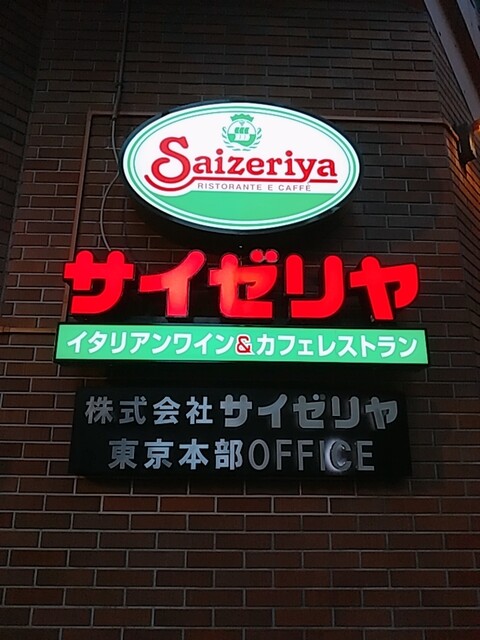 Saizeriya
RISTORANTE E CAFFÉ
サイゼリヤ
イタリアンワイン&カフェレストラン
株式会社サイゼリヤ
東京本部OFFICE